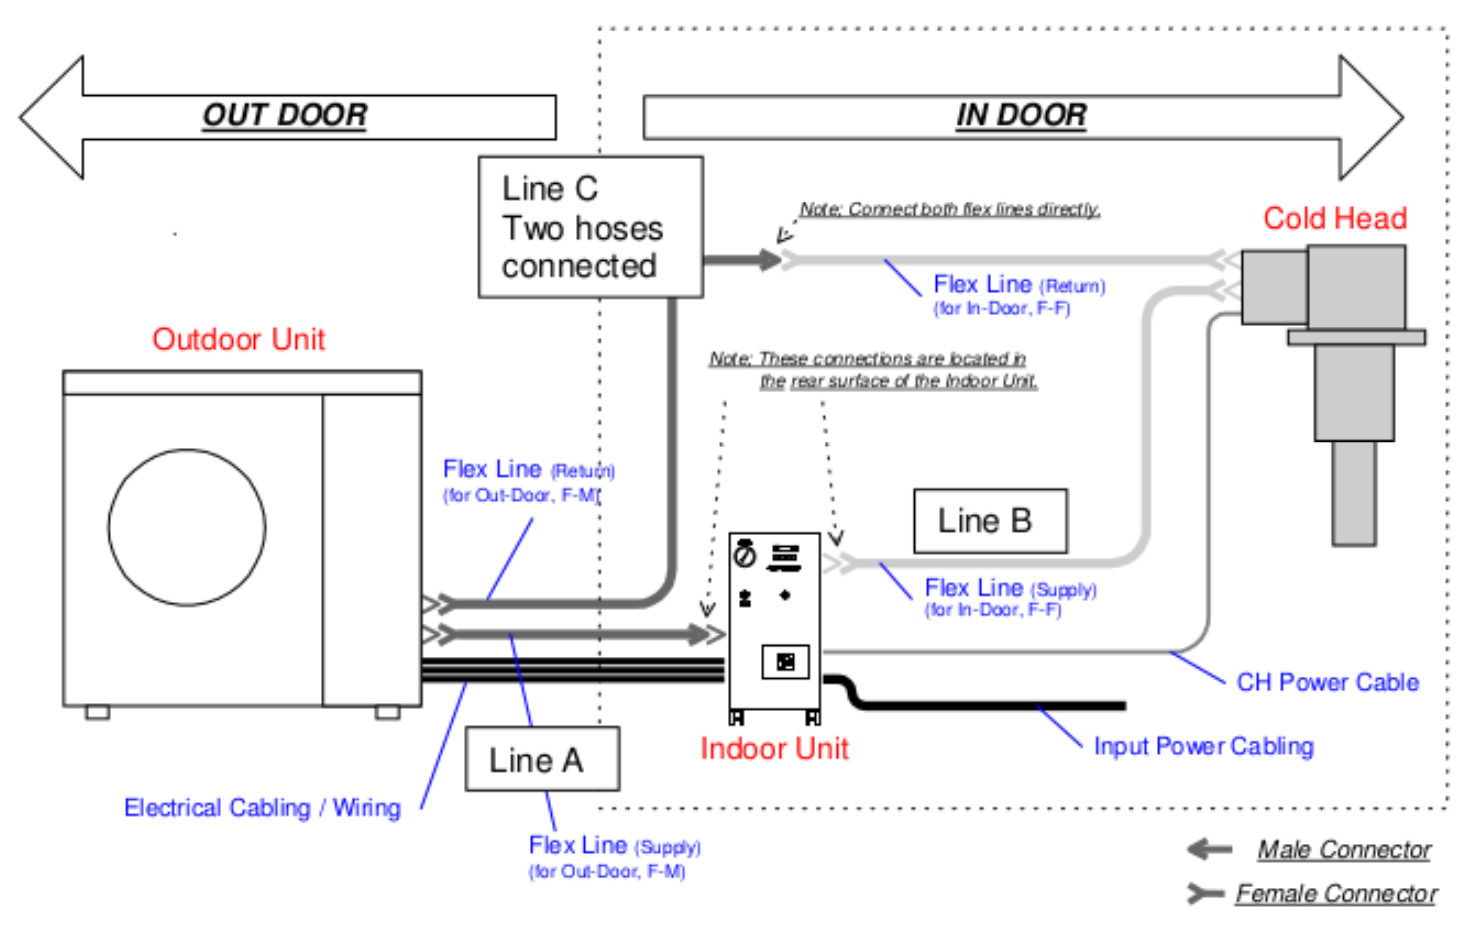 OUT DOOR
IN DOOR
Line C
Two hoses
connected
Note; Connect both flex lines directly.
Cold Head
Flex Line (Return)
(for In-Door, F-F)
Outdoor Unit
Note; These connections are located in
the rear surface of the Indoor Unit.
Flex Line (Return)
(for Out-Door, F-M)
Line B
Flex Line (Supply)
(for In-Door, F-F)
CH Power Cable
Line A
Indoor Unit
Input Power Cabling
Electrical Cabling / Wiring
Flex Line (Supply)
(for Out-Door, F-M)
Male Connector
Female Connector